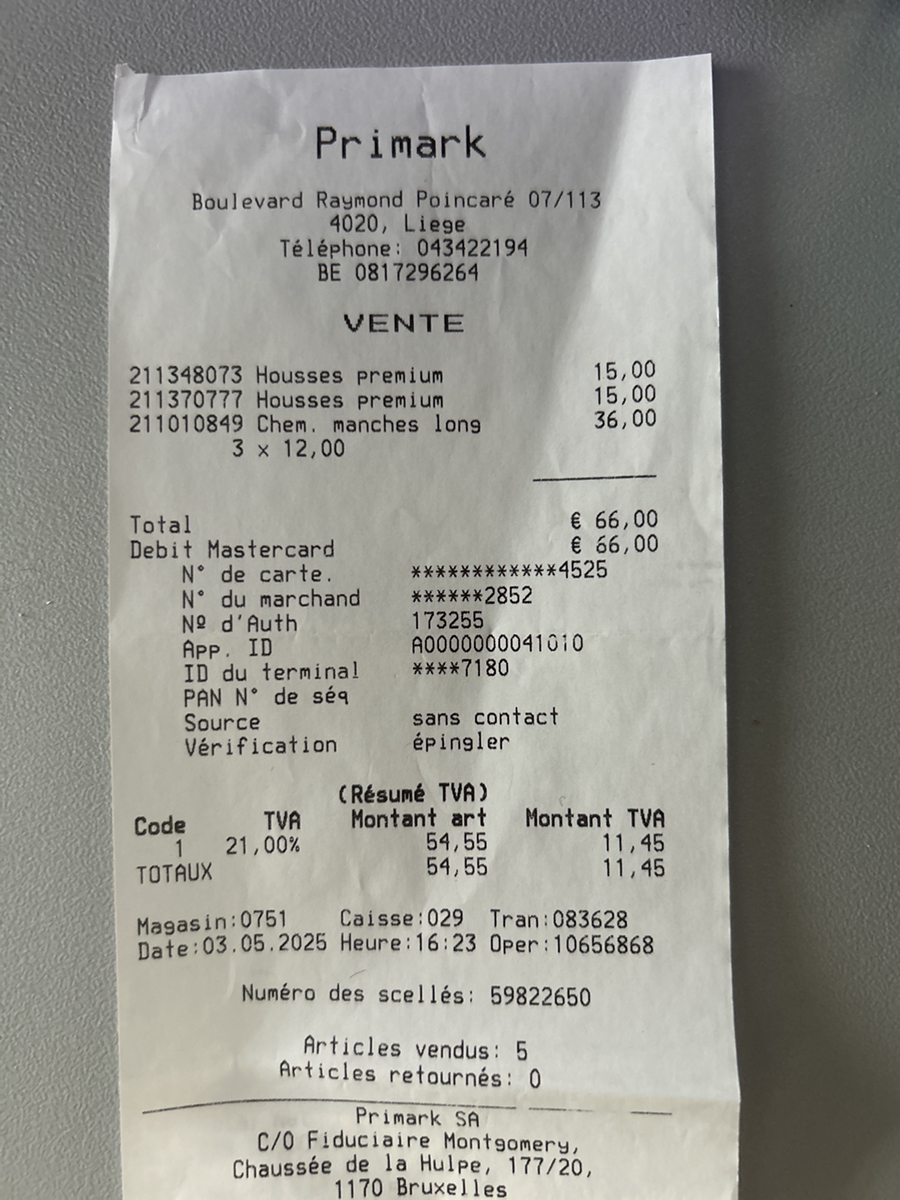 Primark
Boulevard Raymond Poincaré 07/113
4020, Liege
Téléphone: 043422194
BE 0817296264
VENTE
211348073 Housses premium 15,00
211370777 Housses premium 15,00
211010849 Chem. manches long 36,00
3 x 12,00
Total € 66,00
Debit Mastercard € 66,00
N° de carte. ************4525
N° du marchand ******2852
Nº d'Auth 173255
App. ID A0000000041010
ID du terminal ****7180
PAN N° de séq
Source sans contact
Vérification épingler
(Résumé TVA)
Code TVA Montant art Montant TVA
1 21,00% 54,55 11,45
TOTAUX 54,55 11,45
Magasin:0751 Caisse:029 Tran:083628
Date:03.05.2025 Heure:16:23 Oper:10656868
Numéro des scellés: 59822650
Articles vendus: 5
Articles retournés: 0
Primark SA
C/O Fiduciaire Montgomery,
Chaussée de la Hulpe, 177/20,
1170 Bruxelles